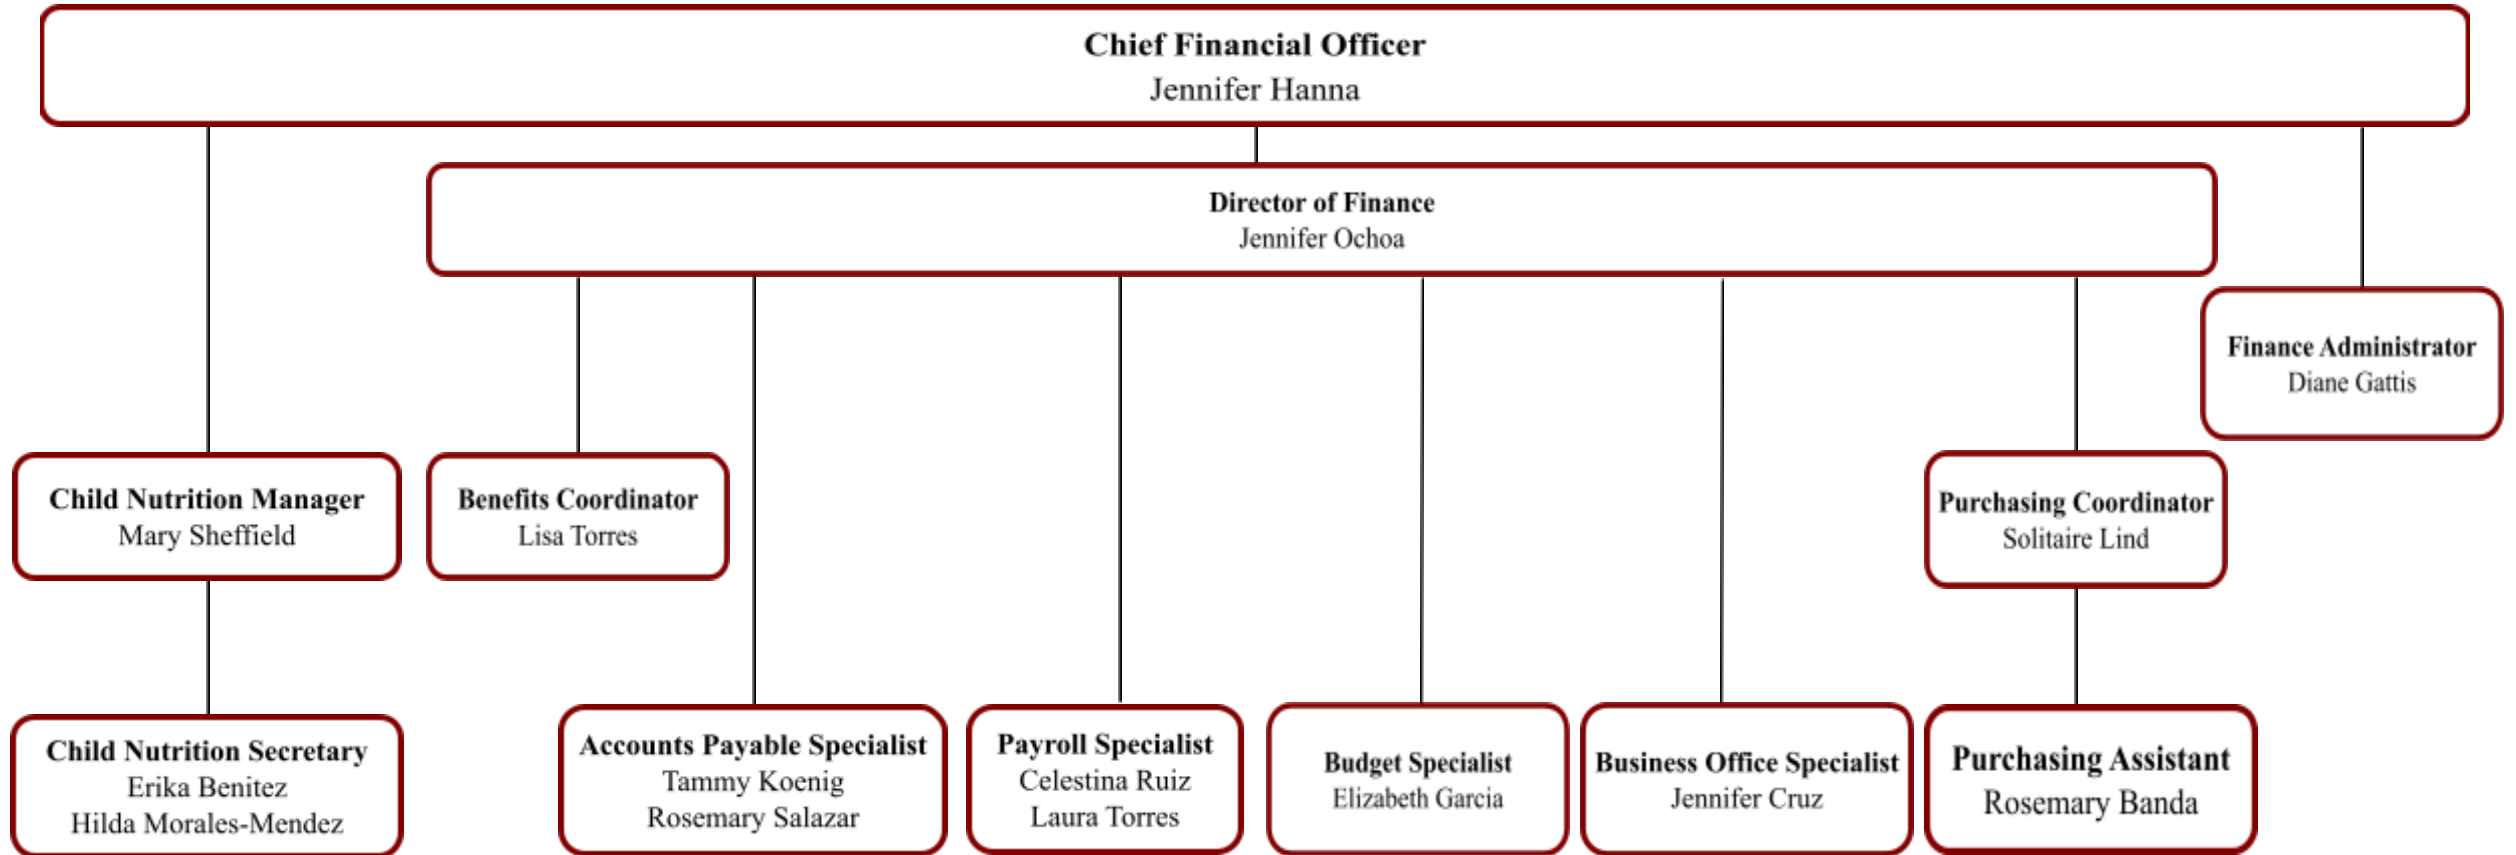 Chief Financial Officer
Jennifer Hanna
Director of Finance
Jennifer Ochoa
Finance Administrator
Diane Gattis
Child Nutrition Manager
Mary Sheffield
Benefits Coordinator
Lisa Torres
Purchasing Coordinator
Solitaire Lind
Child Nutrition Secretary
Erika Benitez
Hilda Morales-Mendez
Accounts Payable Specialist
Tammy Koenig
Rosemary Salazar
Payroll Specialist
Celestina Ruiz
Laura Torres
Budget Specialist
Elizabeth Garcia
Business Office Specialist
Jennifer Cruz
Purchasing Assistant
Rosemary Banda